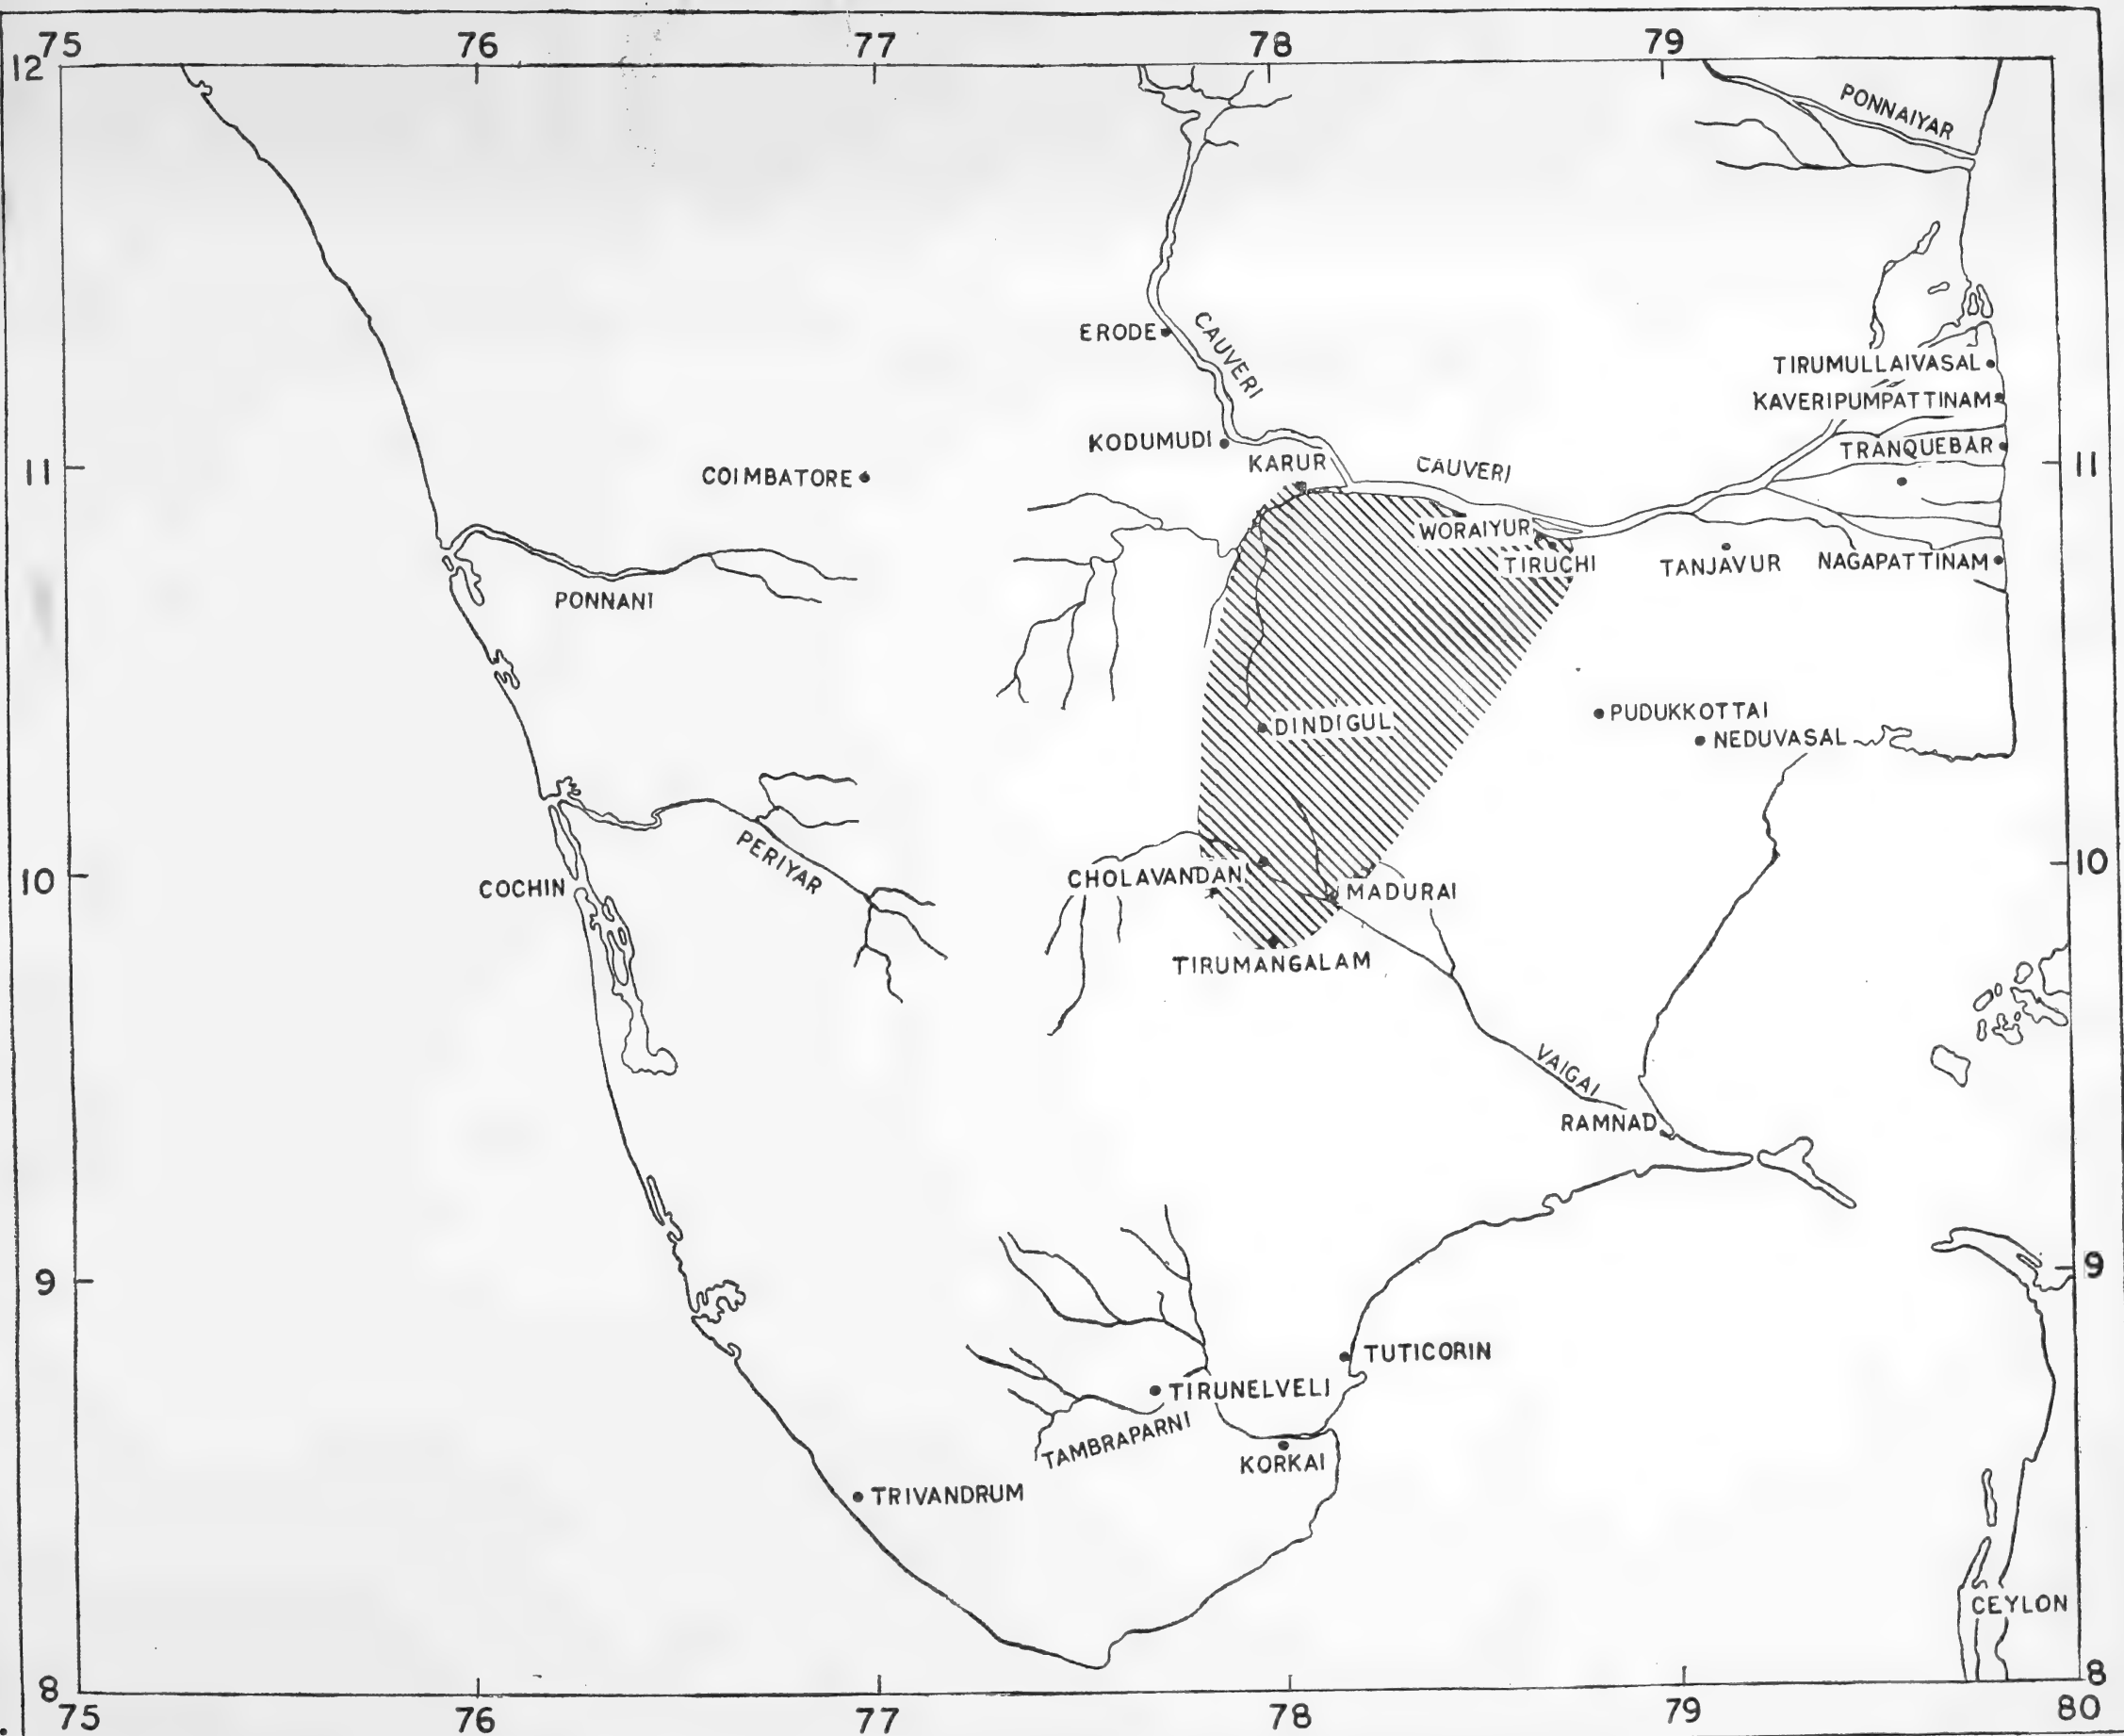 75 76 77 78 79
12
PONNAIYAR
ERODE
CAUVERI
TIRUMULLAIVASAL
KAVERIPUMPATTINAM
KODUMUDI
TRANQUEBAR
11 KARUR CAUVERI 11
COIMBATORE
WORAIYUR
TIRUCHI TANJAVUR NAGAPATTINAM
PONNANI
PUDUKKOTTAI
DINDIGUL
NEDUVASAL
PERIYAR
10 10
COCHIN CHOLAVANDAN MADURAI
TIRUMANGALAM
VAIGAI
RAMNAD
9 9
TUTICORIN
TIRUNELVELI
TAMBRAPARNI
KORKAI
TRIVANDRUM
CEYLON
8 8
75 76 77 78 79 80